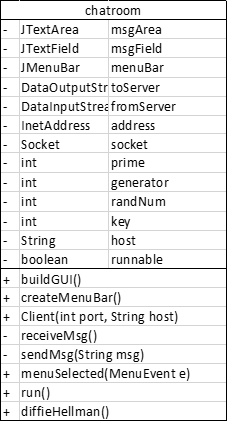 chatroom
- JTextArea msgArea
- JTextField msgField
- JMenuBar menuBar
- DataOutputStr toServer
- DataInputStrea fromServer
- InetAddress address
- Socket socket
- int prime
- int generator
- int randNum
- int key
- String host
- boolean runnable
+ buildGUI()
+ createMenuBar()
+ Client(int port, String host)
- receiveMsg()
- sendMsg(String msg)
+ menuSelected(MenuEvent e)
+ run()
+ diffieHellman()